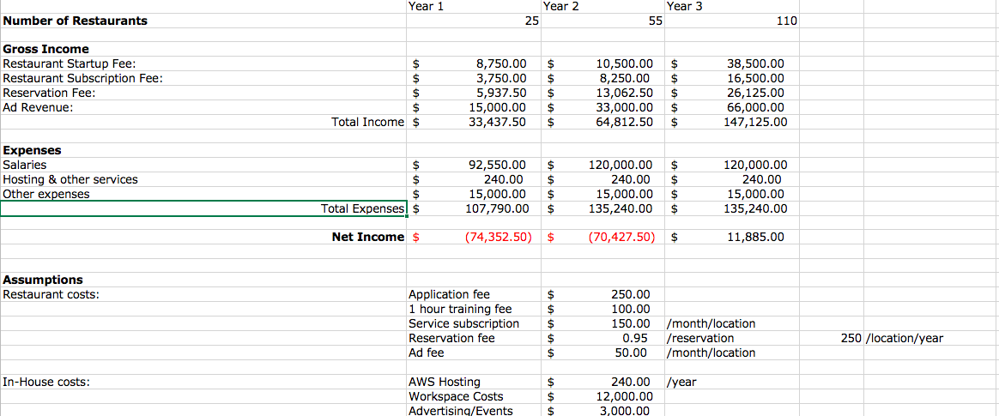 Year 1 Year 2 Year 3
Number of Restaurants 25 55 110
Gross Income
Restaurant Startup Fee: $ 8,750.00 $ 10,500.00 $ 38,500.00
Restaurant Subscription Fee: $ 3,750.00 $ 8,250.00 $ 16,500.00
Reservation Fee: $ 5,937.50 $ 13,062.50 $ 26,125.00
Ad Revenue: $ 15,000.00 $ 33,000.00 $ 66,000.00
Total Income $ 33,437.50 $ 64,812.50 $ 147,125.00
Expenses
Salaries $ 92,550.00 $ 120,000.00 $ 120,000.00
Hosting & other services $ 240.00 $ 240.00 $ 240.00
Other expenses $ 15,000.00 $ 15,000.00 $ 15,000.00
Total Expenses $ 107,790.00 $ 135,240.00 $ 135,240.00
Net Income $ (74,352.50) $ (70,427.50) $ 11,885.00
Assumptions
Restaurant costs: Application fee $ 250.00
1 hour training fee $ 100.00
Service subscription $ 150.00 /month/location
Reservation fee $ 0.95 /reservation 250 /location/year
Ad fee $ 50.00 /month/location
In-House costs: AWS Hosting $ 240.00 /year
Workspace Costs $ 12,000.00
Advertising/Events $ 3,000.00